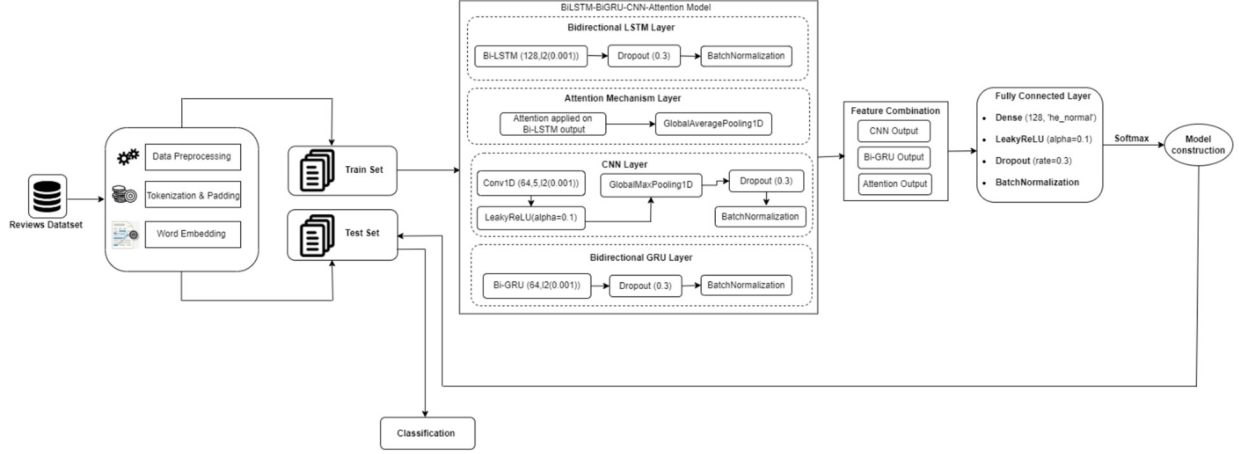 BiLSTM-BiGRU-CNN-Attention Model
Bidirectional LSTM Layer
Bi-LSTM (128,l2(0.001))
Dropout (0.3)
BatchNormalization
Attention Mechanism Layer
Attention applied on
Bi-LSTM output
GlobalAveragePooling1D
CNN Layer
Conv1D (64,5,l2(0.001))
GlobalMaxPooling1D
Dropout (0.3)
LeakyReLU(alpha=0.1)
BatchNormalization
Bidirectional GRU Layer
Bi-GRU (64,l2(0.001))
Dropout (0.3)
BatchNormalization
Reviews Datatset
Data Preprocessing
Tokenization & Padding
Word Embedding
Train Set
Test Set
Feature Combination
CNN Output
Bi-GRU Output
Attention Output
Fully Connected Layer
• Dense (128, 'he_normal')
• LeakyReLU (alpha=0.1)
• Dropout (rate=0.3)
• BatchNormalization
Softmax
Model
construction
Classification